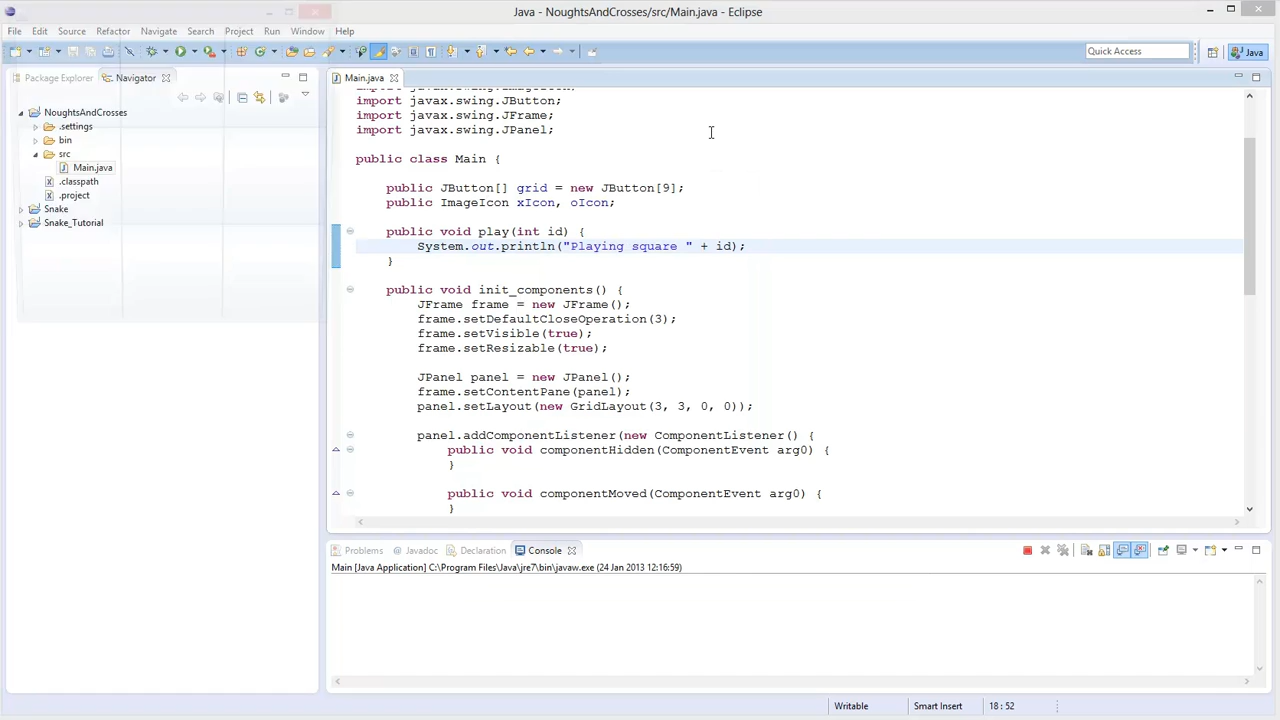 Java - NoughtsAndCrosses/src/Main.java - Eclipse
File Edit Source Refactor Navigate Search Project Run Window Help
Quick Access
Java
Package Explorer Navigator
Main.java
NoughtsAndCrosses
.settings
bin
src
Main.java
.classpath
.project
Snake
Snake_Tutorial
import javax.swing.ImageIcon;
import javax.swing.JButton;
import javax.swing.JFrame;
import javax.swing.JPanel;
public class Main {
public JButton[] grid = new JButton[9];
public ImageIcon xIcon, oIcon;
public void play(int id) {
System.out.println("Playing square " + id);
}
public void init_components() {
JFrame frame = new JFrame();
frame.setDefaultCloseOperation(3);
frame.setVisible(true);
frame.setResizable(true);
JPanel panel = new JPanel();
frame.setContentPane(panel);
panel.setLayout(new GridLayout(3, 3, 0, 0));
panel.addComponentListener(new ComponentListener() {
public void componentHidden(ComponentEvent arg0) {
}
public void componentMoved(ComponentEvent arg0) {
}
Problems Javadoc Declaration Console
Main [Java Application] C:\Program Files\Java\jre7\bin\javaw.exe (24 Jan 2013 12:16:59)
Writable Smart Insert 18 : 52